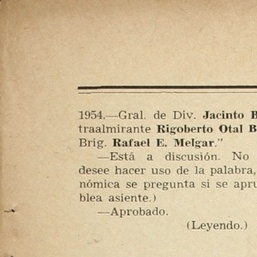 1954.—Gral. de Div. Jacinto
traalmirante Rigoberto Otal
Brig. Rafael E. Melgar."
—Está a discusión. No
desee hacer uso de la palabra,
nómica se pregunta si se
blea asiente.)
—Aprobado.
(Leyendo.)